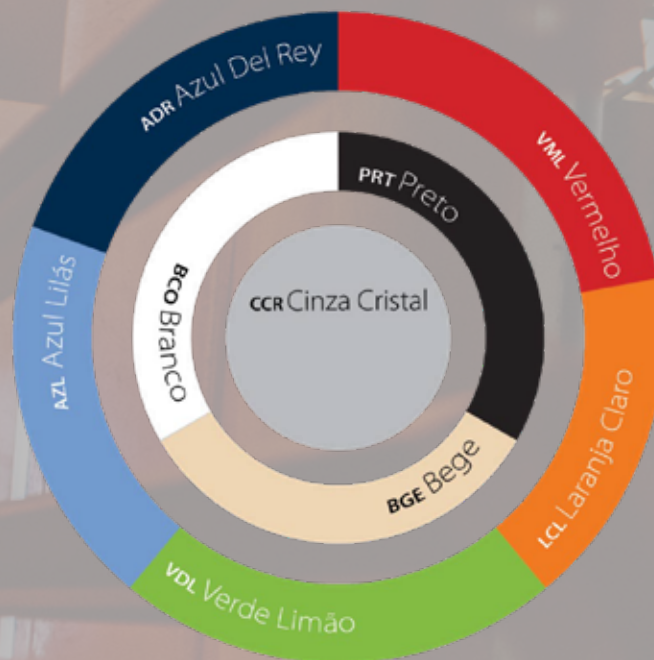 ADR Azul Del Rey
VML Vermelho
PRT Preto
BCO Branco
CCR Cinza Cristal
AZL Azul Lilás
LCL Laranja Claro
BGE Bege
VDL Verde Limão